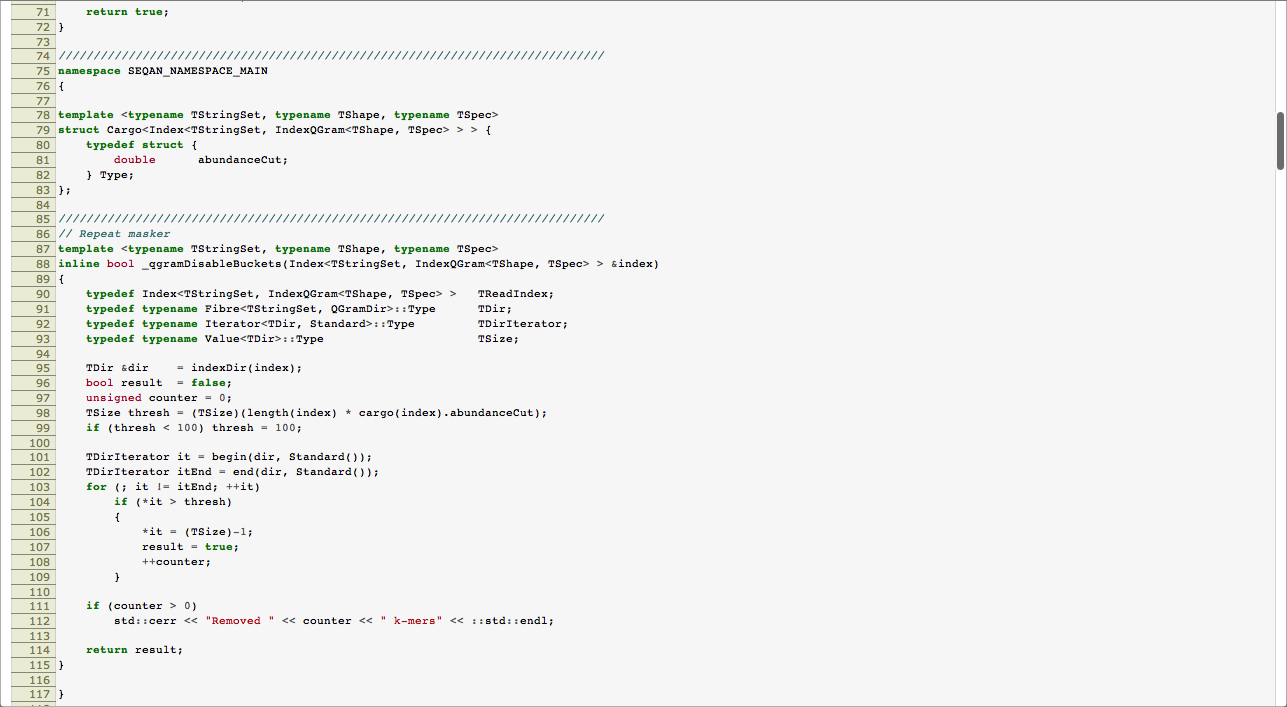 71     return true;
72 }
73
74 //////////////////////////////////////////////////////////////////////////////
75 namespace SEQAN_NAMESPACE_MAIN
76 {
77
78 template <typename TStringSet, typename TShape, typename TSpec>
79 struct Cargo<Index<TStringSet, IndexQGram<TShape, TSpec> > > {
80     typedef struct {
81         double      abundanceCut;
82     } Type;
83 };
84
85 //////////////////////////////////////////////////////////////////////////////
86 // Repeat masker
87 template <typename TStringSet, typename TShape, typename TSpec>
88 inline bool _qgramDisableBuckets(Index<TStringSet, IndexQGram<TShape, TSpec> > &index)
89 {
90     typedef Index<TStringSet, IndexQGram<TShape, TSpec> >   TReadIndex;
91     typedef typename Fibre<TStringSet, QGramDir>::Type      TDir;
92     typedef typename Iterator<TDir, Standard>::Type         TDirIterator;
93     typedef typename Value<TDir>::Type                      TSize;
94
95     TDir &dir    = indexDir(index);
96     bool result  = false;
97     unsigned counter = 0;
98     TSize thresh = (TSize)(length(index) * cargo(index).abundanceCut);
99     if (thresh < 100) thresh = 100;
100
101     TDirIterator it = begin(dir, Standard());
102     TDirIterator itEnd = end(dir, Standard());
103     for (; it != itEnd; ++it)
104         if (*it > thresh)
105         {
106             *it = (TSize)-1;
107             result = true;
108             ++counter;
109         }
110
111     if (counter > 0)
112         std::cerr << "Removed " << counter << " k-mers" << ::std::endl;
113
114     return result;
115 }
116
117 }